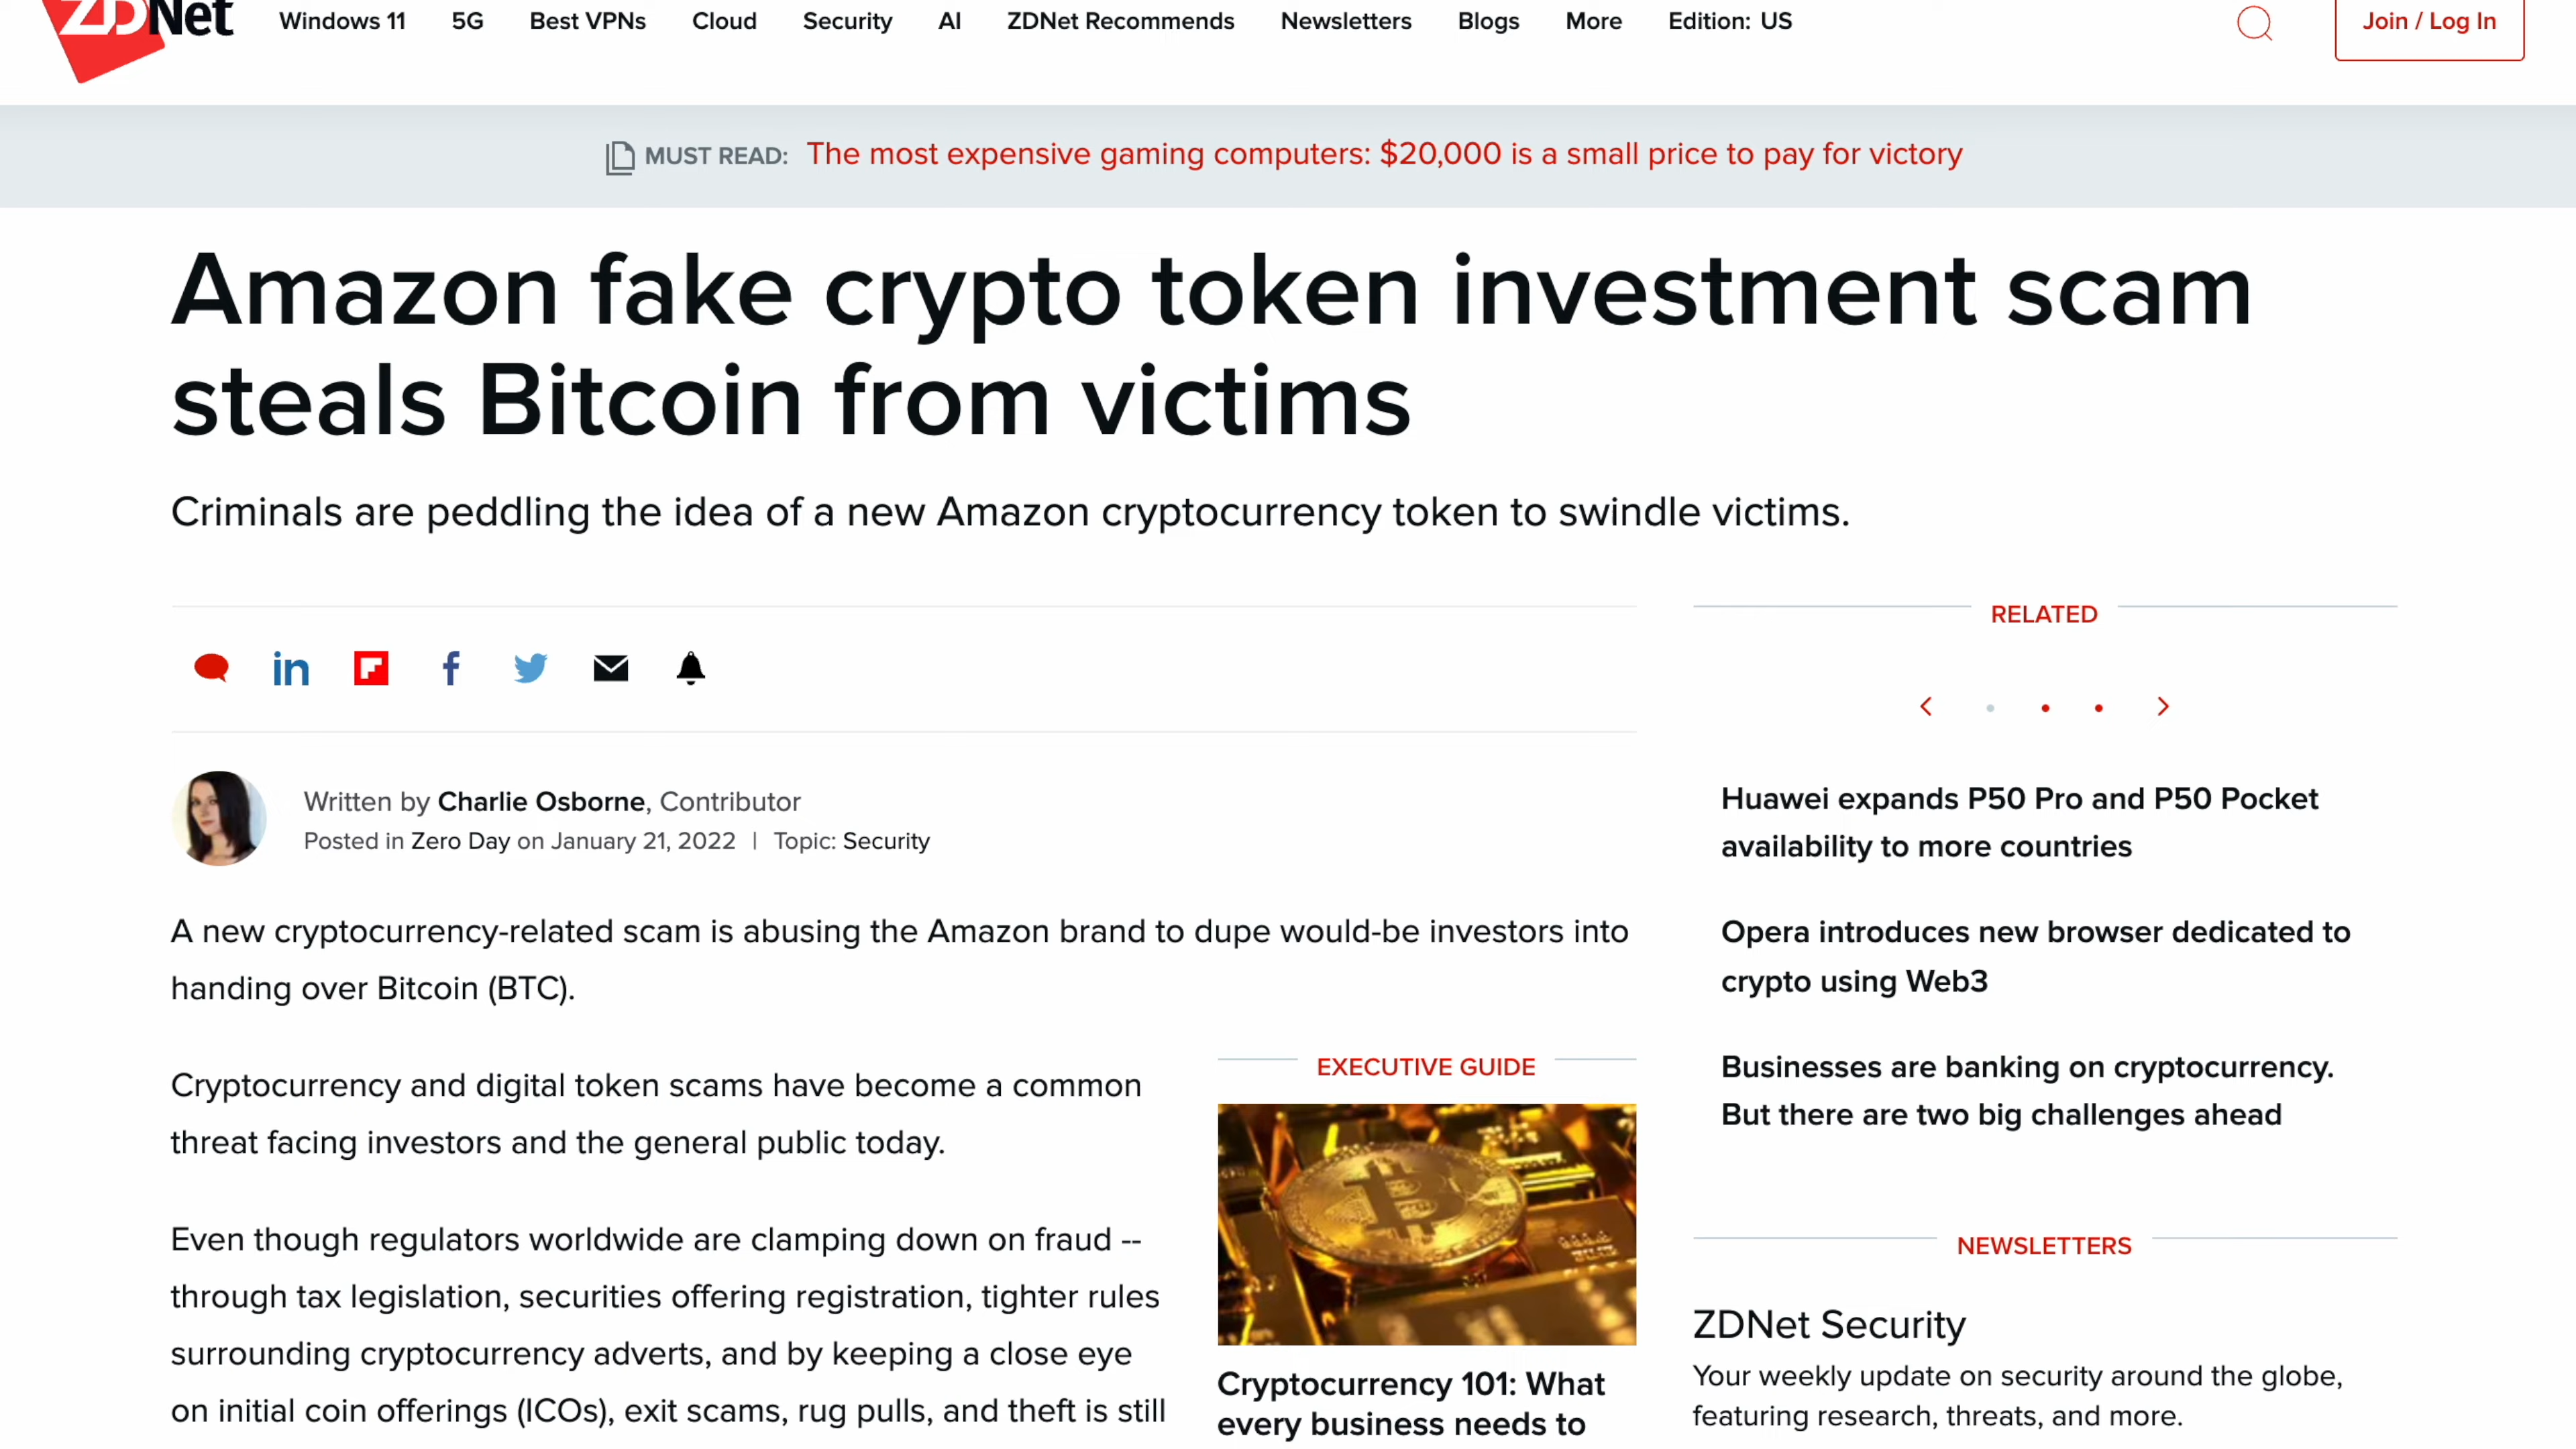 ZDNet
Windows 11 5G Best VPNs Cloud Security AI ZDNet Recommends Newsletters Blogs More Edition: US
Join / Log In
MUST READ: The most expensive gaming computers: $20,000 is a small price to pay for victory
Amazon fake crypto token investment scam
steals Bitcoin from victims
Criminals are peddling the idea of a new Amazon cryptocurrency token to swindle victims.
Written by Charlie Osborne, Contributor
Posted in Zero Day on January 21, 2022 | Topic: Security
A new cryptocurrency-related scam is abusing the Amazon brand to dupe would-be investors into
handing over Bitcoin (BTC).
Cryptocurrency and digital token scams have become a common
threat facing investors and the general public today.
Even though regulators worldwide are clamping down on fraud --
through tax legislation, securities offering registration, tighter rules
surrounding cryptocurrency adverts, and by keeping a close eye
on initial coin offerings (ICOs), exit scams, rug pulls, and theft is still
EXECUTIVE GUIDE
Cryptocurrency 101: What
every business needs to
RELATED
Huawei expands P50 Pro and P50 Pocket
availability to more countries
Opera introduces new browser dedicated to
crypto using Web3
Businesses are banking on cryptocurrency.
But there are two big challenges ahead
NEWSLETTERS
ZDNet Security
Your weekly update on security around the globe,
featuring research, threats, and more.